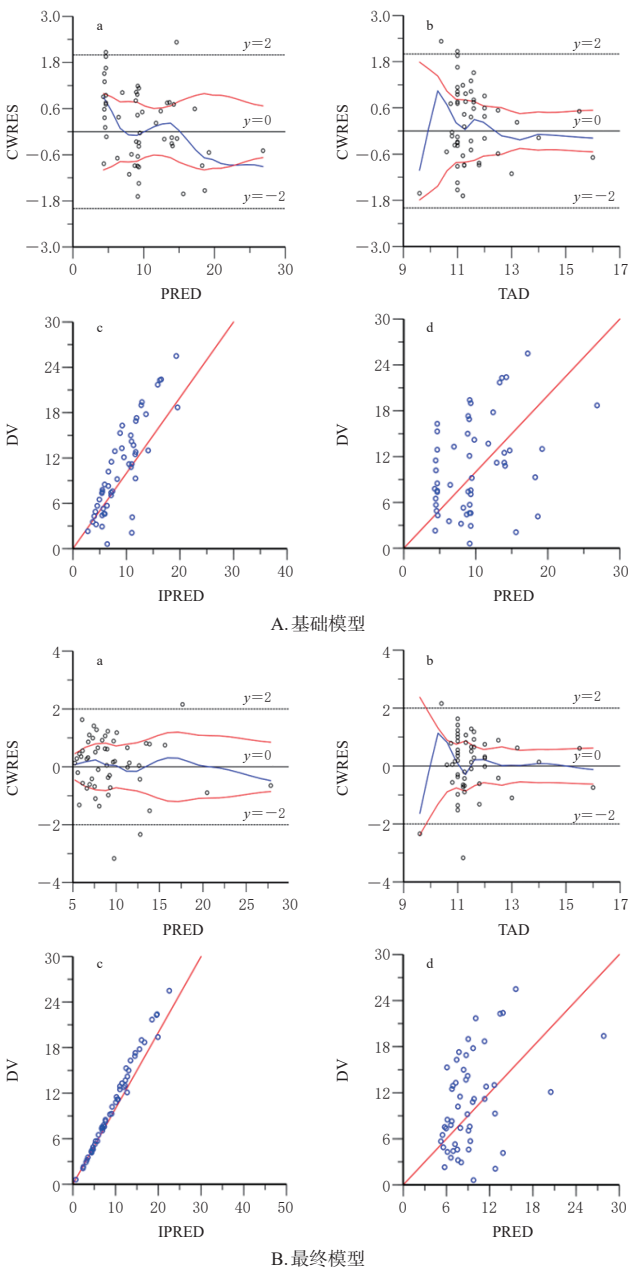 a
3.0
1.8
0.6
−0.6
−1.8
−3.0
CWRES
y=2
y=0
y=−2
0
10
20
30
PRED
b
3.0
1.8
0.6
−0.6
−1.8
−3.0
CWRES
y=2
y=0
y=−2
9
11
13
15
17
TAD
c
30
24
18
12
6
0
DV
0
10
20
30
40
IPRED
d
30
24
18
12
6
0
DV
0
6
12
18
24
30
PRED
A.基础模型
a
4
2
0
−2
−4
CWRES
y=2
y=0
y=−2
5
10
15
20
25
30
PRED
b
4
2
0
−2
−4
CWRES
y=2
y=0
y=−2
9
11
13
15
17
TAD
c
30
24
18
12
6
0
DV
0
10
20
30
40
50
IPRED
d
30
24
18
12
6
0
DV
0
6
12
18
24
30
PRED
B.最终模型